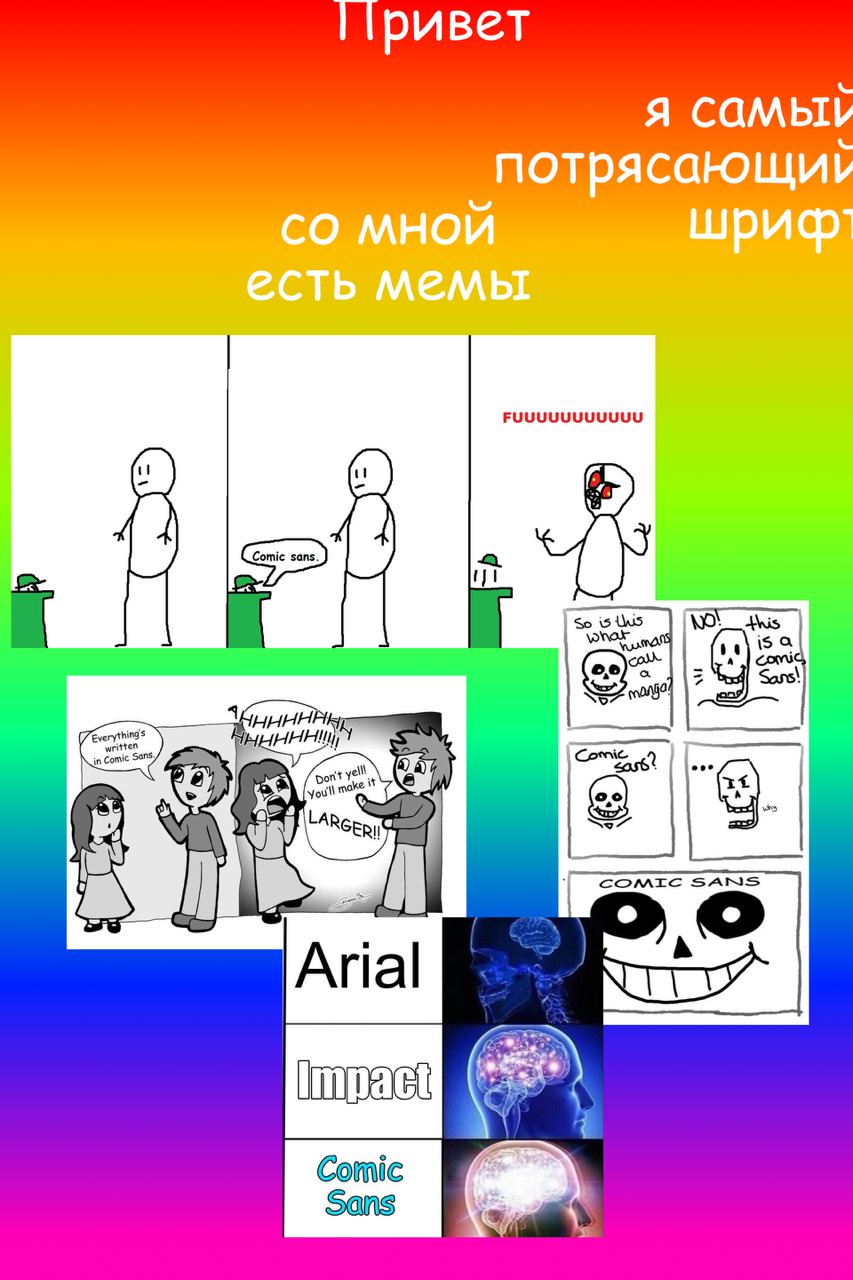 Привет
я самый
потрясающий
шрифт
со мной
есть мемы
FUUUUUUUUUUU
Comic sans.
So is this
what
humans
call
a
manga?
NO! this
is a
comic,
Sans!
Comic
sans?
...
why
COMIC SANS
Everything's
written
in Comic Sans.
AHHHHHHHH
HHHHHH!!!!!
Don't yell!
You'll make it
LARGER!!
Arial
Impact
Comic
Sans